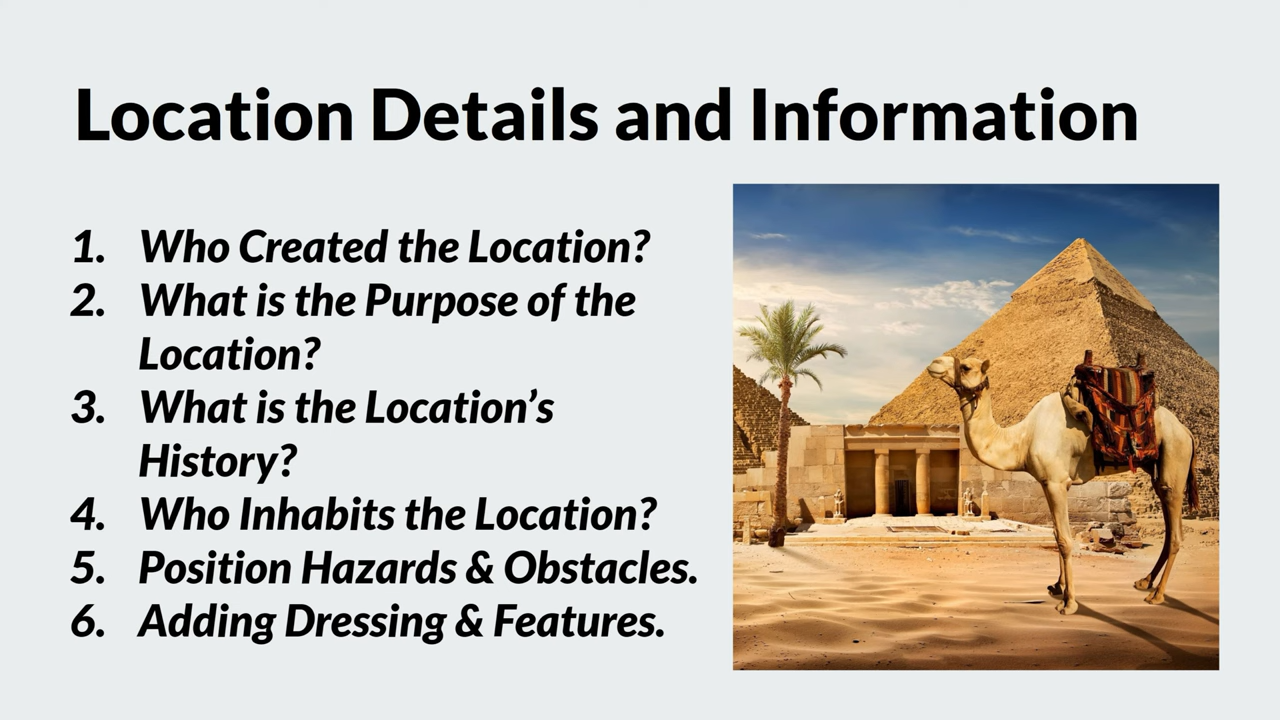 Location Details and Information
1. Who Created the Location?
2. What is the Purpose of the
Location?
3. What is the Location’s
History?
4. Who Inhabits the Location?
5. Position Hazards & Obstacles.
6. Adding Dressing & Features.